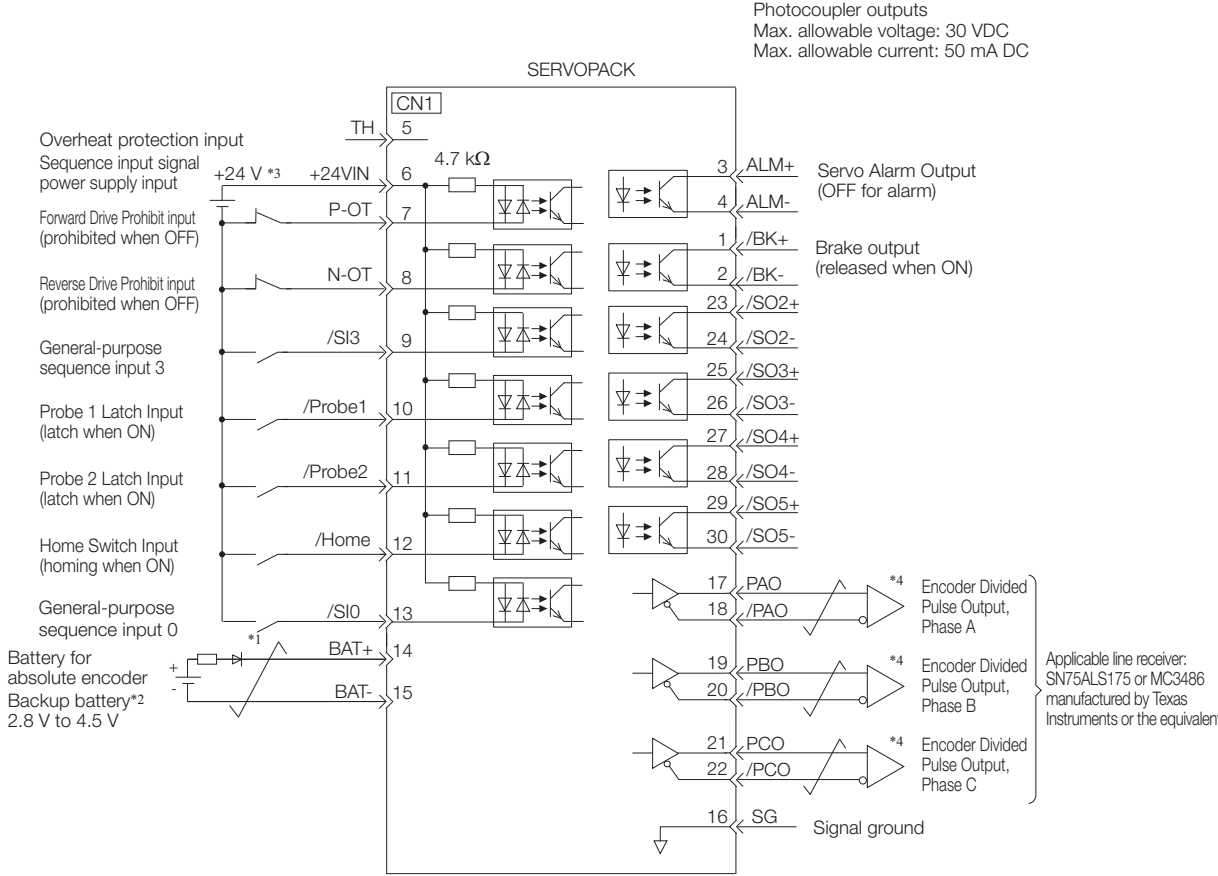 Photocoupler outputs
Max. allowable voltage: 30 VDC
Max. allowable current: 50 mA DC
SERVOPACK
CN1
TH 5
Overheat protection input
Sequence input signal
power supply input
+24 V *3
+24VIN 6
4.7 kΩ
Forward Drive Prohibit input
(prohibited when OFF)
P-OT 7
Reverse Drive Prohibit input
(prohibited when OFF)
N-OT 8
General-purpose
sequence input 3
/SI3 9
Probe 1 Latch Input
(latch when ON)
/Probe1 10
Probe 2 Latch Input
(latch when ON)
/Probe2 11
Home Switch Input
(homing when ON)
/Home 12
General-purpose
sequence input 0
/SI0 13
*1
Battery for
absolute encoder
Backup battery*2
2.8 V to 4.5 V
+
-
BAT+ 14
BAT- 15
3 ALM+
4 ALM-
Servo Alarm Output
(OFF for alarm)
1 /BK+
2 /BK-
Brake output
(released when ON)
23 /SO2+
24 /SO2-
25 /SO3+
26 /SO3-
27 /SO4+
28 /SO4-
29 /SO5+
30 /SO5-
17 PAO
18 /PAO
*4
Encoder Divided
Pulse Output,
Phase A
19 PBO
20 /PBO
*4
Encoder Divided
Pulse Output,
Phase B
21 PCO
22 /PCO
*4
Encoder Divided
Pulse Output,
Phase C
Applicable line receiver:
SN75ALS175 or MC3486
manufactured by Texas
Instruments or the equivalent
16 SG
Signal ground